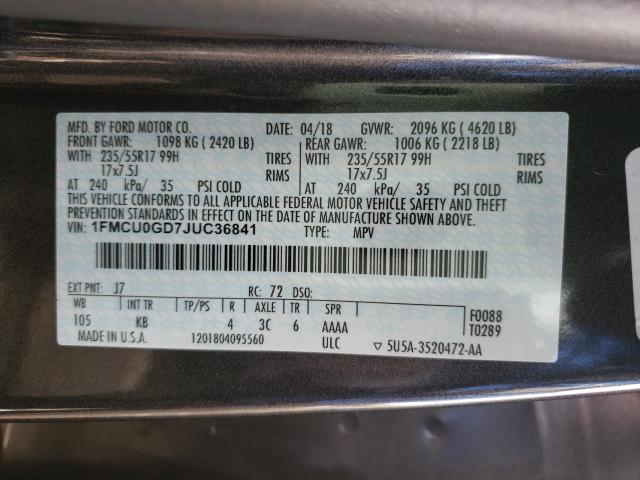 MFD. BY FORD MOTOR CO. DATE: 04/18 GVWR: 2096 KG ( 4620 LB)
FRONT GAWR: 1098 KG ( 2420 LB) REAR GAWR: 1006 KG ( 2218 LB)
WITH 235/55R17 99H TIRES WITH 235/55R17 99H TIRES
17x7.5J RIMS 17x7.5J RIMS
AT 240 kPa/ 35 PSI COLD AT 240 kPa/ 35 PSI COLD
THIS VEHICLE CONFORMS TO ALL APPLICABLE FEDERAL MOTOR VEHICLE SAFETY AND THEFT
PREVENTION STANDARDS IN EFFECT ON THE DATE OF MANUFACTURE SHOWN ABOVE.
VIN: 1FMCU0GD7JUC36841 TYPE: MPV
EXT PNT: J7 RC: 72 DSO:
WB INT TR TP/PS R AXLE TR SPR F0088
105 KB 4 3C 6 AAAA T0289
MADE IN U.S.A. 1201804095560 ULC ▽ 5U5A-3520472-AA